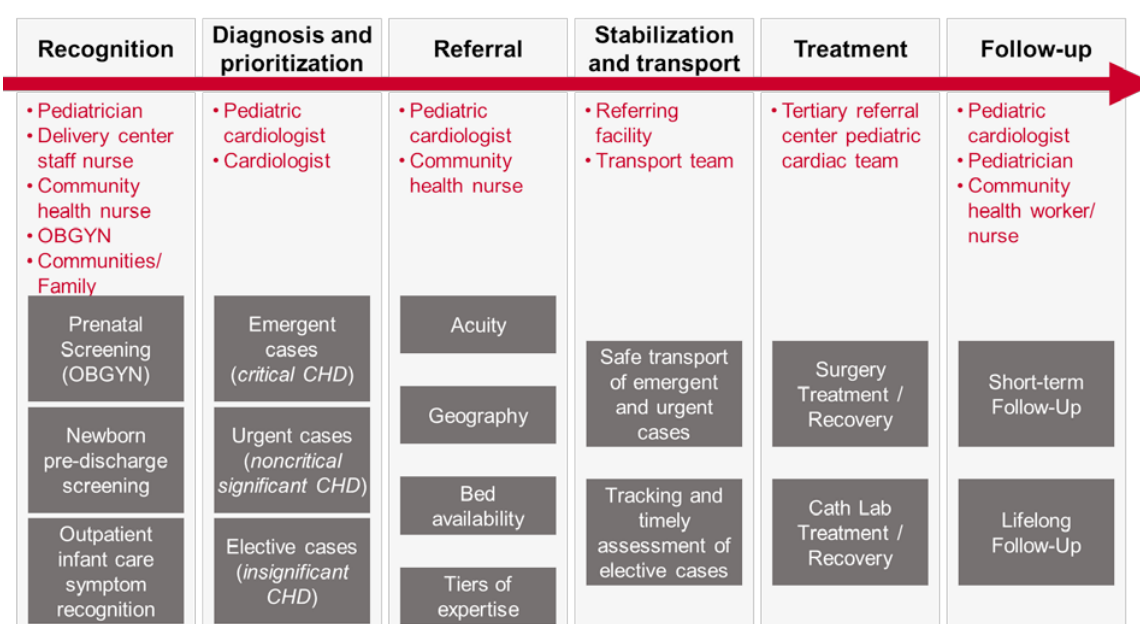 Recognition
• Pediatrician
• Delivery center
staff nurse
• Community
health nurse
• OBGYN
• Communities/
Family
Prenatal
Screening
(OBGYN)
Newborn
pre-discharge
screening
Outpatient
infant care
symptom
recognition
Diagnosis and
prioritization
• Pediatric
cardiologist
• Cardiologist
Emergent
cases
(critical CHD)
Urgent cases
(noncritical
significant CHD)
Elective cases
(insignificant
CHD)
Referral
• Pediatric
cardiologist
• Community
health nurse
Acuity
Geography
Bed
availability
Tiers of
expertise
Stabilization
and transport
• Referring
facility
• Transport team
Safe transport
of emergent
and urgent
cases
Tracking and
timely
assessment of
elective cases
Treatment
• Tertiary referral
center pediatric
cardiac team
Surgery
Treatment /
Recovery
Cath Lab
Treatment /
Recovery
Follow-up
• Pediatric
cardiologist
• Pediatrician
• Community
health worker/
nurse
Short-term
Follow-Up
Lifelong
Follow-Up